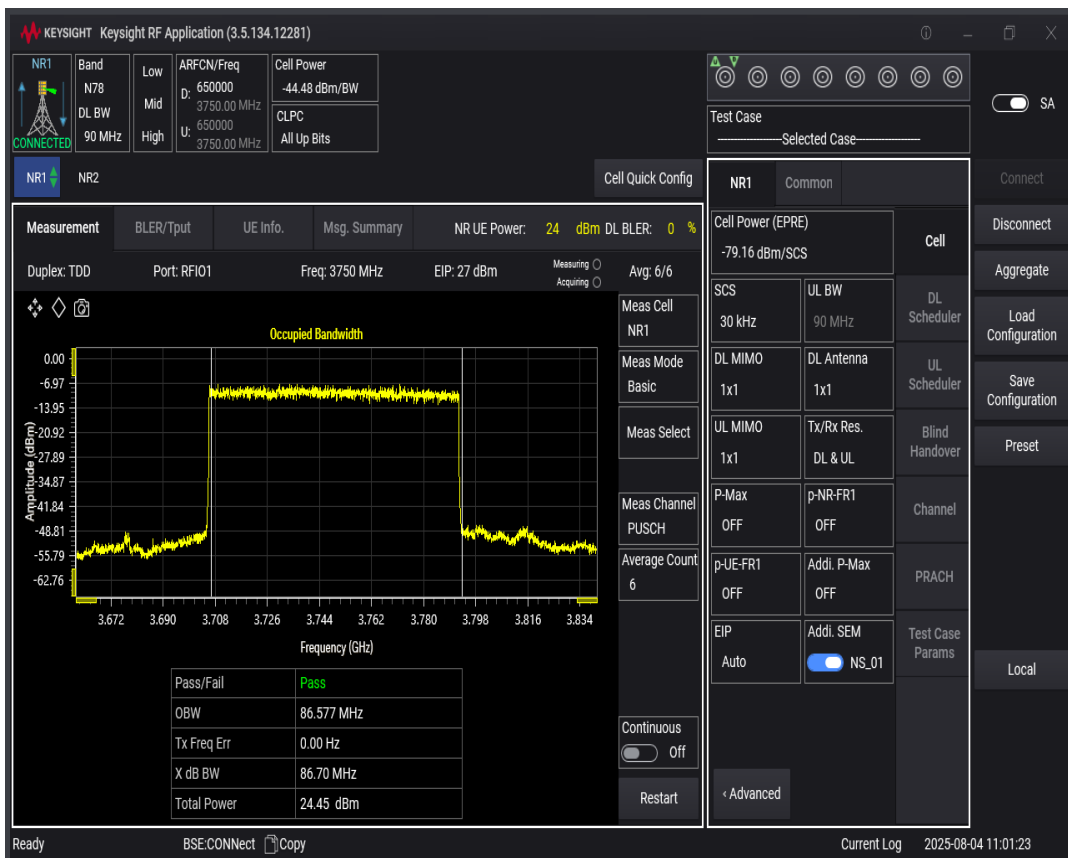 KEYSIGHT Keysight RF Application (3.5.134.12281)
NR1
CONNECTED
Band
N78
DL BW
90 MHz
Low
Mid
High
ARFCN/Freq
D: 650000
3750.00 MHz
U: 650000
3750.00 MHz
Cell Power
-44.48 dBm/BW
CLPC
All Up Bits
Test Case
Selected Case
SA
NR1
NR2
Cell Quick Config
Measurement
BLER/Tput
UE Info.
Msg. Summary
NR UE Power: 24 dBm DL BLER: 0 %
Duplex: TDD
Port: RFIO1
Freq: 3750 MHz
EIP: 27 dBm
Measuring
Acquiring
Avg: 6/6
Occupied Bandwidth
Amplitude (dBm)
0.00
-6.97
-13.95
-20.92
-27.89
-34.87
-41.84
-48.81
-55.79
-62.76
3.672 3.690 3.708 3.726 3.744 3.762 3.780 3.798 3.816 3.834
Frequency (GHz)
Pass/Fail Pass
OBW 86.577 MHz
Tx Freq Err 0.00 Hz
X dB BW 86.70 MHz
Total Power 24.45 dBm
Meas Cell
NR1
Meas Mode
Basic
Meas Select
Meas Channel
PUSCH
Average Count
6
Continuous
Off
Restart
NR1
Common
Cell Power (EPRE)
-79.16 dBm/SCS
SCS
30 kHz
UL BW
90 MHz
DL MIMO
1x1
DL Antenna
1x1
UL MIMO
1x1
Tx/Rx Res.
DL & UL
P-Max
OFF
p-NR-FR1
OFF
p-UE-FR1
OFF
Addi. P-Max
OFF
EIP
Auto
Addi. SEM
NS_01
‹ Advanced
Cell
DL
Scheduler
UL
Scheduler
Blind
Handover
Channel
PRACH
Test Case
Params
Connect
Disconnect
Aggregate
Load
Configuration
Save
Configuration
Preset
Local
Ready
BSE:CONNect
Copy
Current Log
2025-08-04 11:01:23